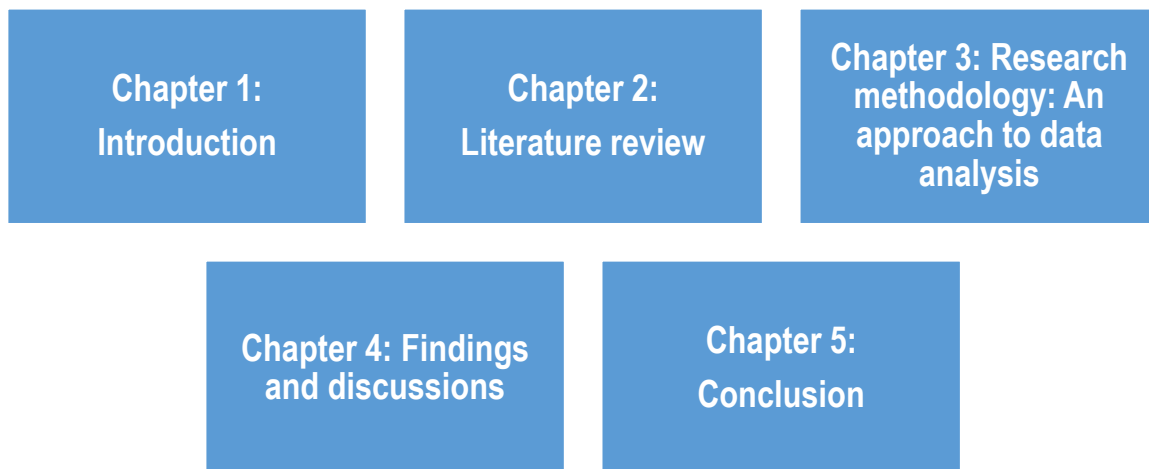 Chapter 1:
Introduction
Chapter 2:
Literature review
Chapter 3: Research
methodology: An
approach to data
analysis
Chapter 4: Findings
and discussions
Chapter 5:
Conclusion